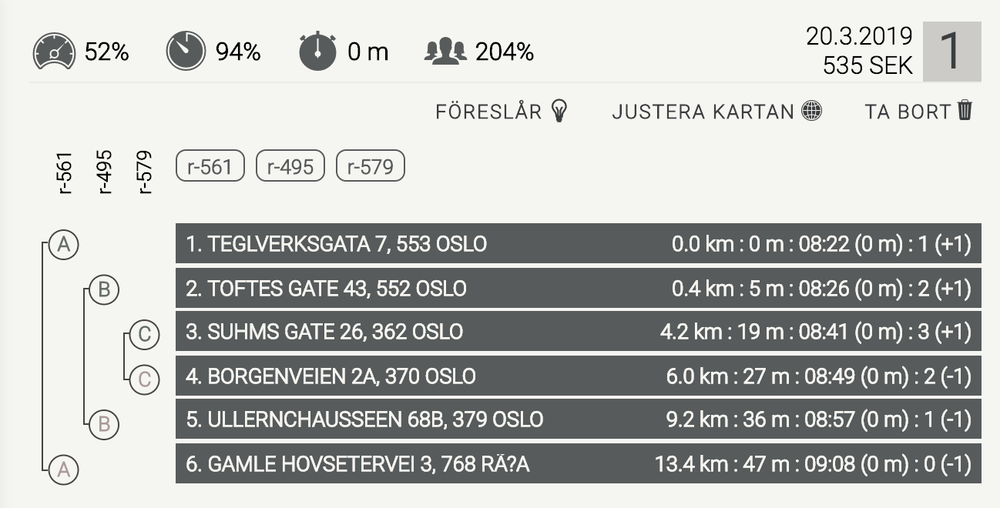 52% 94% 0 m 204% 20.3.2019
535 SEK
1
FÖRESLÅR JUSTERA KARTAN TA BORT
r-561 r-495 r-579 r-561 r-495 r-579
A 1. TEGLVERKSGATA 7, 553 OSLO 0.0 km : 0 m : 08:22 (0 m) : 1 (+1)
B 2. TOFTES GATE 43, 552 OSLO 0.4 km : 5 m : 08:26 (0 m) : 2 (+1)
C 3. SUHMS GATE 26, 362 OSLO 4.2 km : 19 m : 08:41 (0 m) : 3 (+1)
C 4. BORGENVEIEN 2A, 370 OSLO 6.0 km : 27 m : 08:49 (0 m) : 2 (-1)
B 5. ULLERNCHAUSSEEN 68B, 379 OSLO 9.2 km : 36 m : 08:57 (0 m) : 1 (-1)
A 6. GAMLE HOVSETERVEI 3, 768 RÃ?A 13.4 km : 47 m : 09:08 (0 m) : 0 (-1)